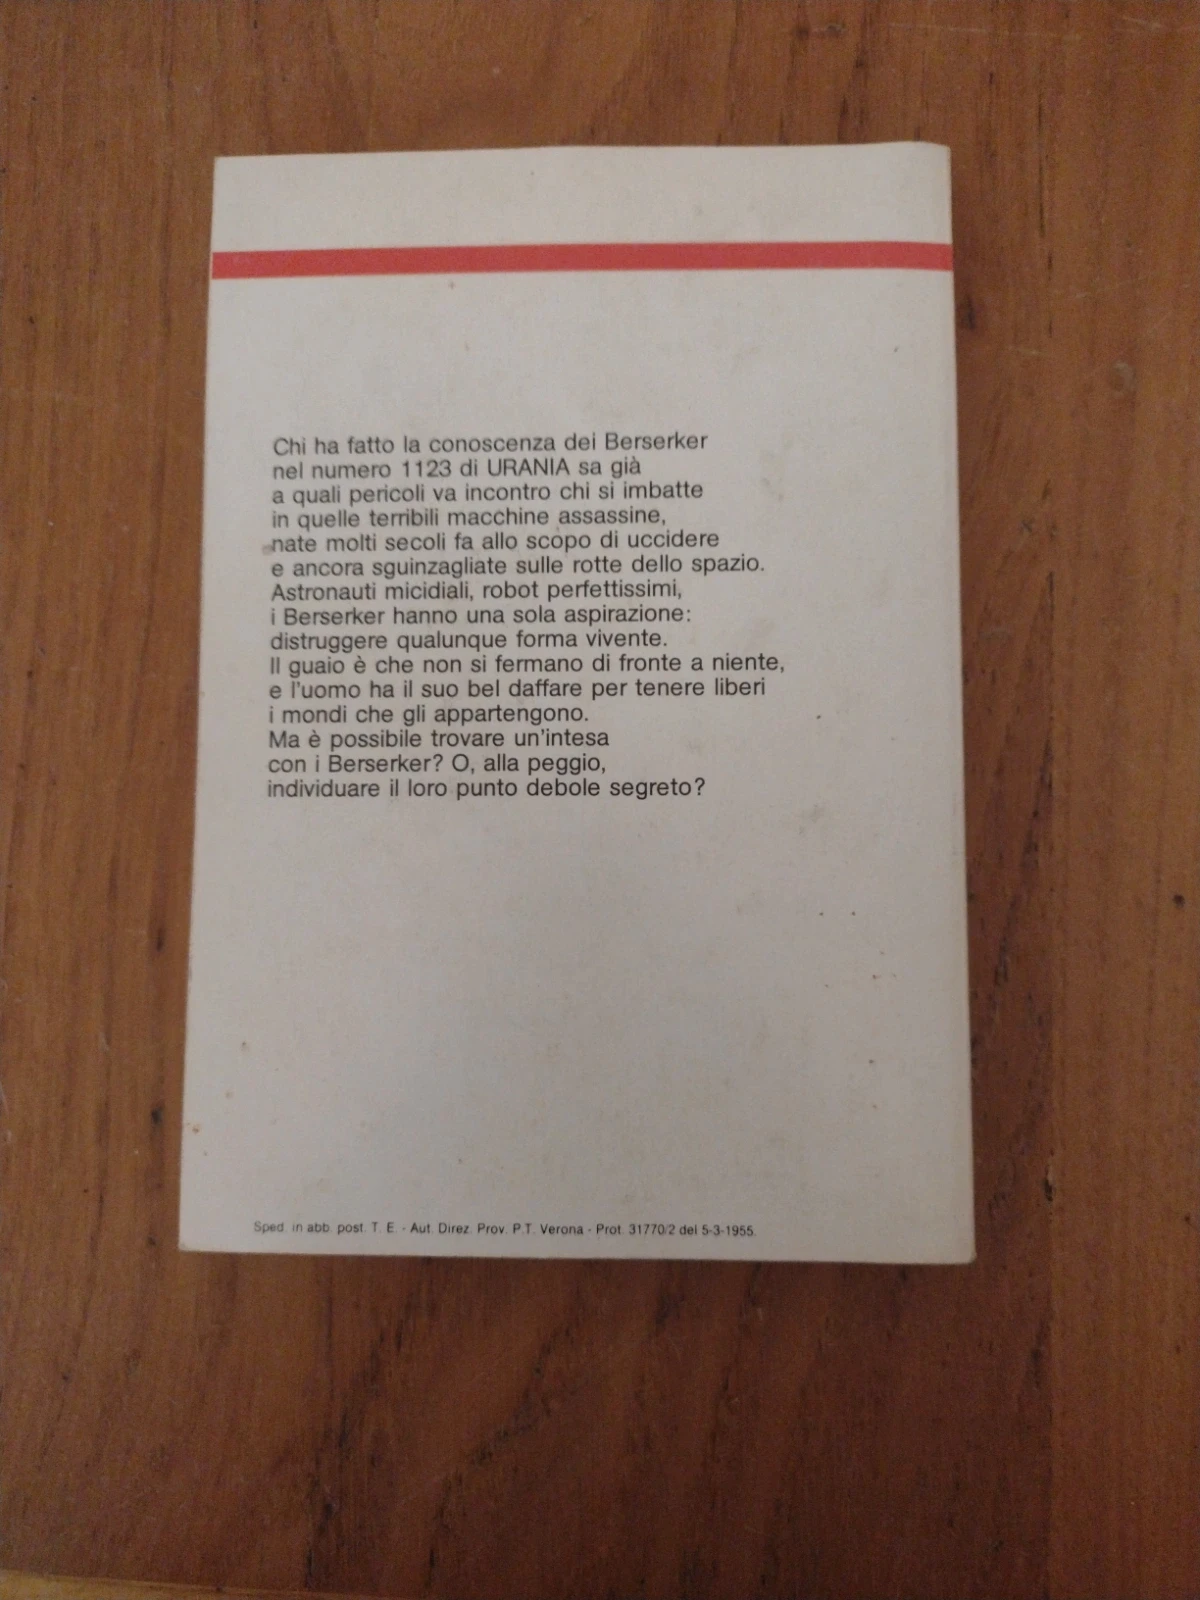 Chi ha fatto la conoscenza dei Berserker
nel numero 1123 di URANIA sa già
a quali pericoli va incontro chi si imbatte
in quelle terribili macchine assassine,
nate molti secoli fa allo scopo di uccidere
e ancora sguinzagliate sulle rotte dello spazio.
Astronauti micidiali, robot perfettissimi,
i Berserker hanno una sola aspirazione:
distruggere qualunque forma vivente.
Il guaio è che non si fermano di fronte a niente,
e l'uomo ha il suo bel daffare per tenere liberi
i mondi che gli appartengono.
Ma è possibile trovare un'intesa
con i Berserker? O, alla peggio,
individuare il loro punto debole segreto?
Sped. in abb. post. T. E. - Aut. Direz. Prov. P.T. Verona - Prot. 31770/2 del 5-3-1955.